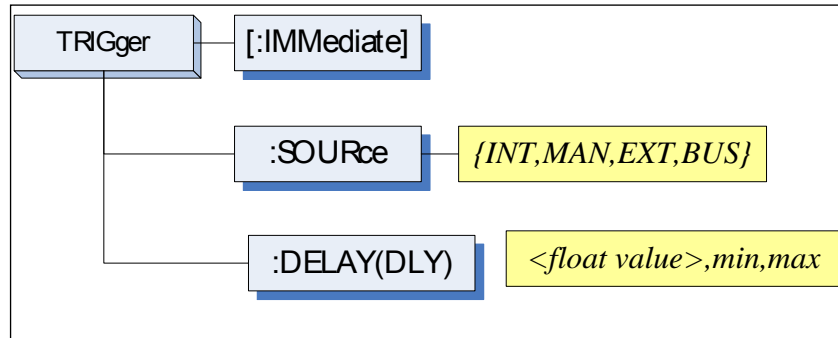 TRIGger
[:IMMediate]
:SOURce
{INT,MAN,EXT,BUS}
:DELAY(DLY)
<float value>,min,max